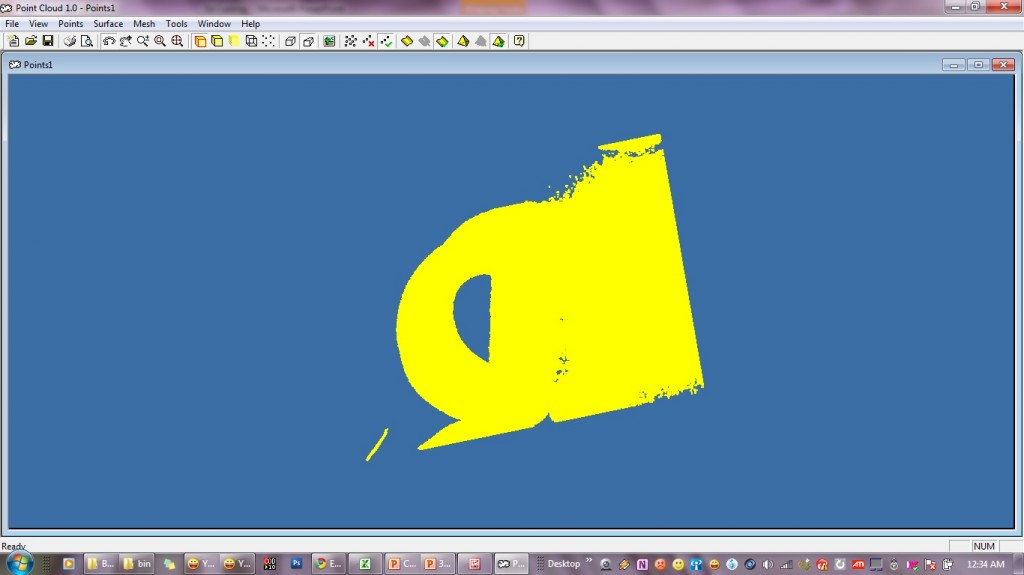 Point Cloud 1.0 - Points1
File View Points Surface Mesh Tools Window Help
Points1
Ready
NUM
B... bin Y... Y... E... C... 3... P... Desktop 12:34 AM